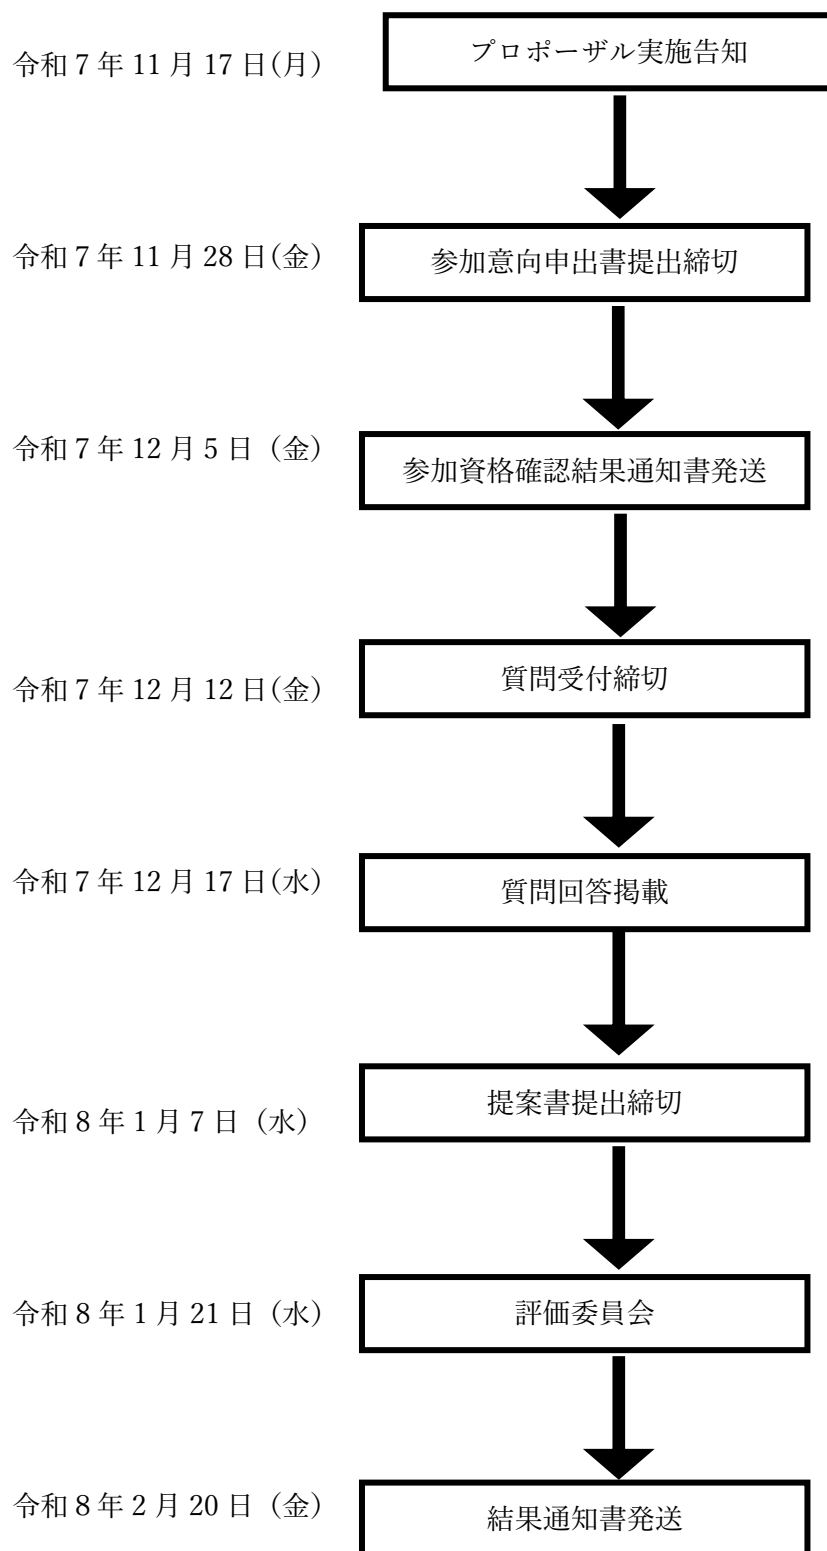 令和7年11月17日(月)
プロポーザル実施告知
令和7年11月28日(金)
参加意向申出書提出締切
令和7年12月5日(金)
参加資格確認結果通知書発送
令和7年12月12日(金)
質問受付締切
令和7年12月17日(水)
質問回答掲載
令和8年1月7日(水)
提案書提出締切
令和8年1月21日(水)
評価委員会
令和8年2月20日(金)
結果通知書発送